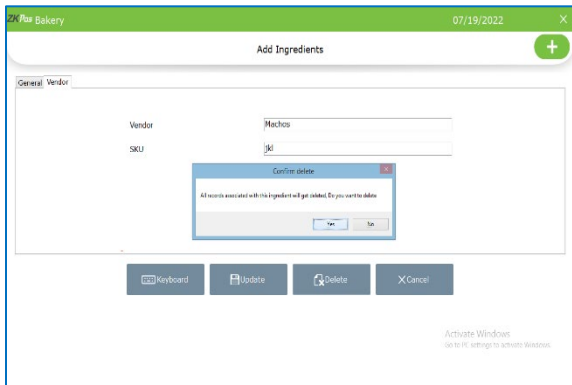 ZKPos Bakery 07/19/2022 X
Add Ingredients +
General Vendor
Vendor Machos
SKU jkl
Confirm delete
All records associated with this ingredient will get deleted, Do you want to delete
Yes No
Keyboard Update Delete X Cancel
Activate Windows
Go to PC settings to activate Windows.